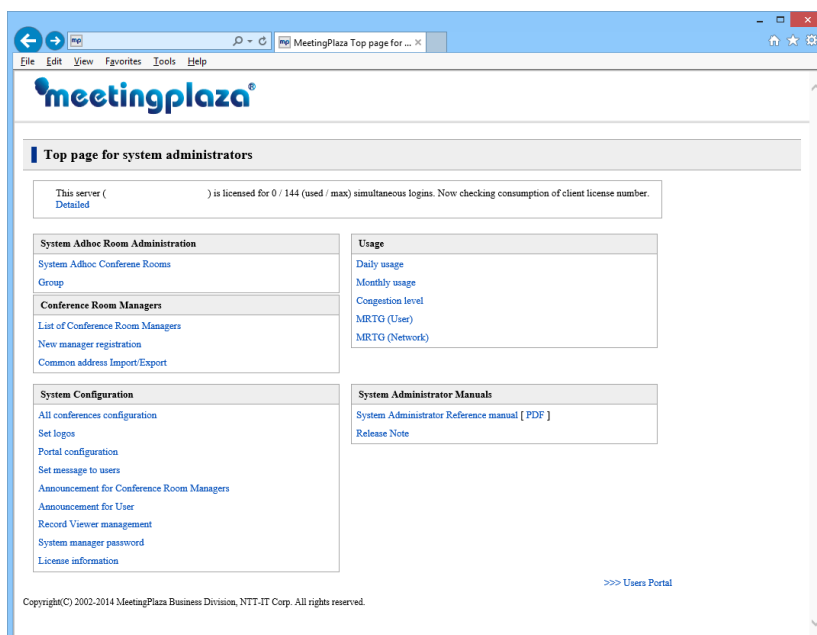 mp
mp MeetingPlaza Top page for ... ×
File Edit View Favorites Tools Help
meetingplaza®
Top page for system administrators
This server ( ) is licensed for 0 / 144 (used / max) simultaneous logins. Now checking consumption of client license number.
Detailed
System Adhoc Room Administration
System Adhoc Conferene Rooms
Group
Conference Room Managers
List of Conference Room Managers
New manager registration
Common address Import/Export
Usage
Daily usage
Monthly usage
Congestion level
MRTG (User)
MRTG (Network)
System Configuration
All conferences configuration
Set logos
Portal configuration
Set message to users
Announcement for Conference Room Managers
Announcement for User
Record Viewer management
System manager password
License information
System Administrator Manuals
System Administrator Reference manual [ PDF ]
Release Note
>>> Users Portal
Copyright(C) 2002-2014 MeetingPlaza Business Division, NTT-IT Corp. All rights reserved.